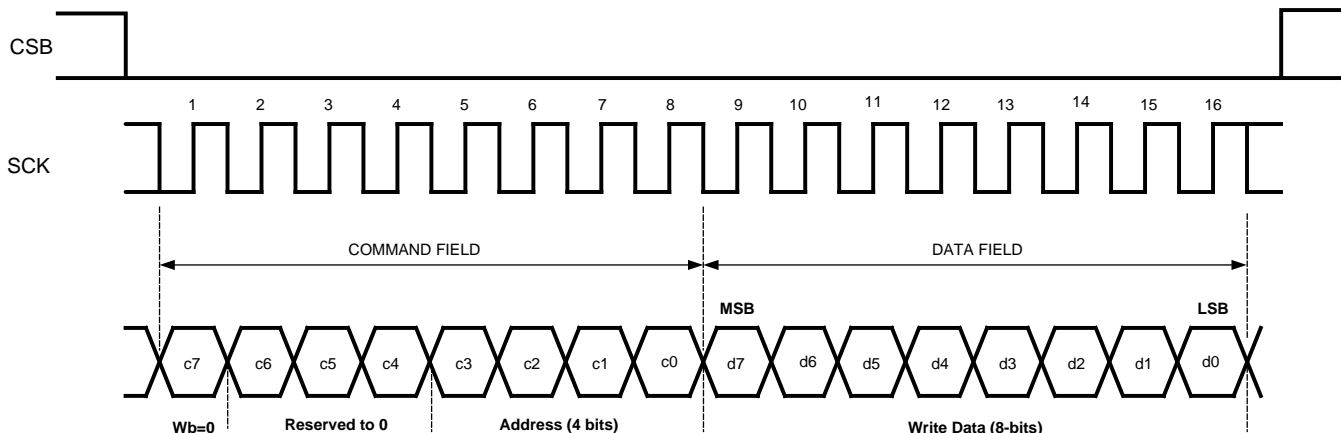 CSB
1 2 3 4 5 6 7 8 9 10 11 12 13 14 15 16
SCK
COMMAND FIELD DATA FIELD
MSB LSB
c7 c6 c5 c4 c3 c2 c1 c0 d7 d6 d5 d4 d3 d2 d1 d0
Wb=0 Reserved to 0 Address (4 bits) Write Data (8-bits)